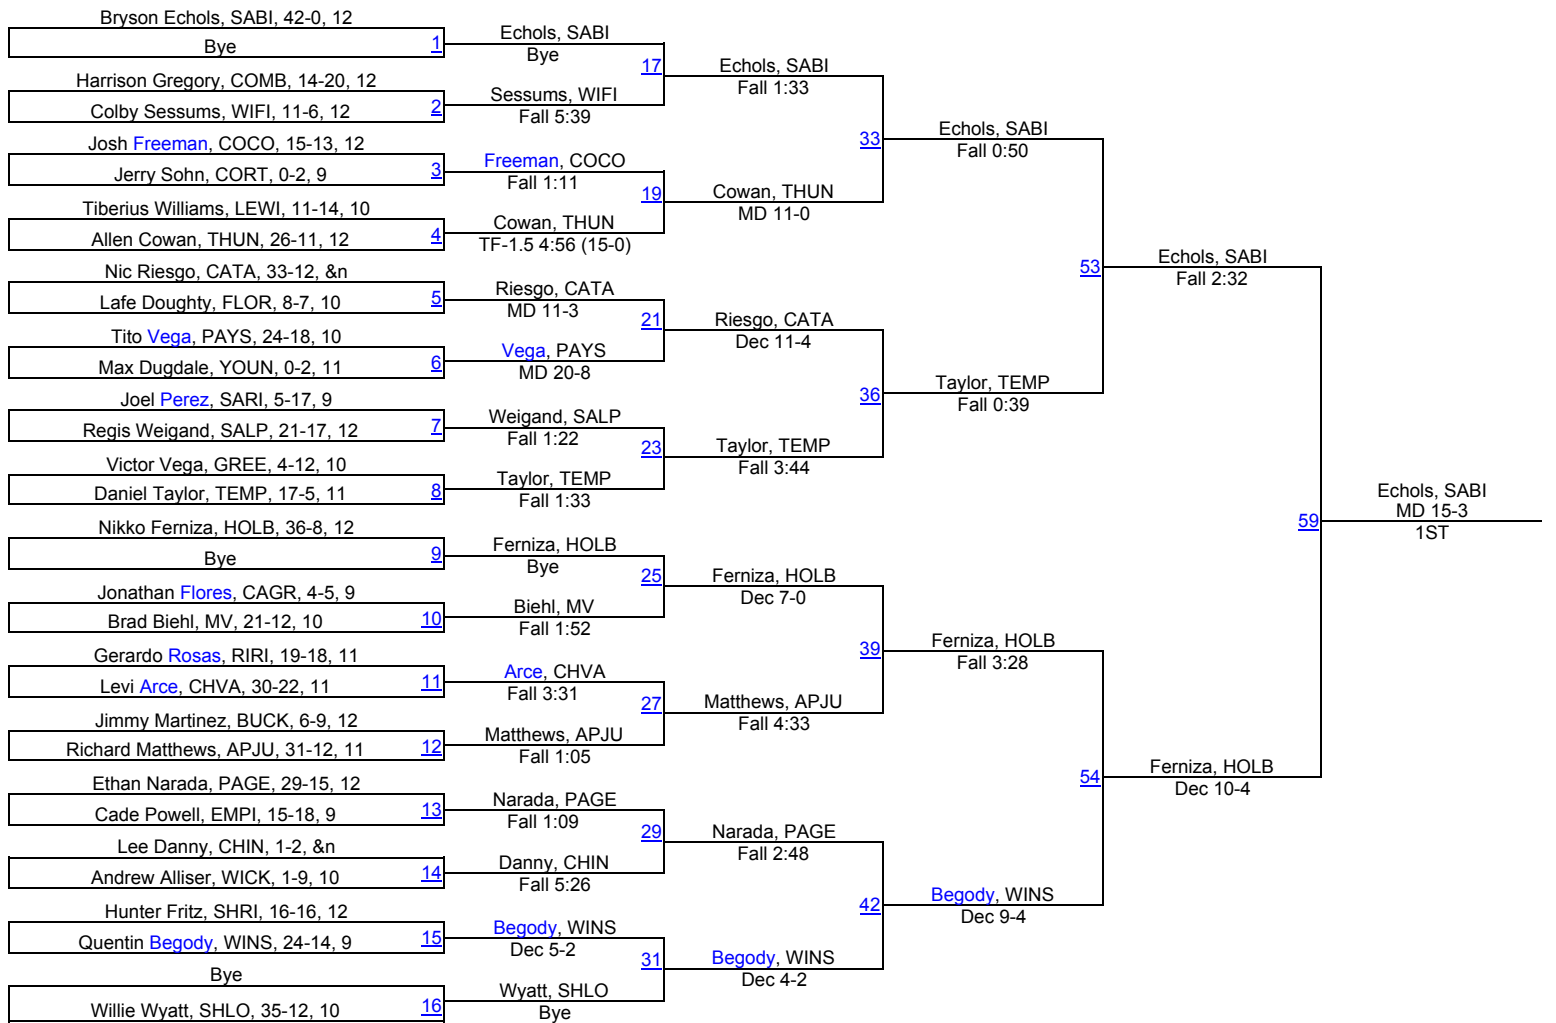 Bryson Echols, SABI, 42-0, 12
Bye
1
Harrison Gregory, COMB, 14-20, 12
Colby Sessums, WIFI, 11-6, 12
2
Josh Freeman, COCO, 15-13, 12
Jerry Sohn, CORT, 0-2, 9
3
Tiberius Williams, LEWI, 11-14, 10
Allen Cowan, THUN, 26-11, 12
4
Nic Riesgo, CATA, 33-12, &n
Lafe Doughty, FLOR, 8-7, 10
5
Tito Vega, PAYS, 24-18, 10
Max Dugdale, YOUN, 0-2, 11
6
Joel Perez, SARI, 5-17, 9
Regis Weigand, SALP, 21-17, 12
7
Victor Vega, GREE, 4-12, 10
Daniel Taylor, TEMP, 17-5, 11
8
Nikko Ferniza, HOLB, 36-8, 12
Bye
9
Jonathan Flores, CAGR, 4-5, 9
Brad Biehl, MV, 21-12, 10
10
Gerardo Rosas, RIRI, 19-18, 11
Levi Arce, CHVA, 30-22, 11
11
Jimmy Martinez, BUCK, 6-9, 12
Richard Matthews, APJU, 31-12, 11
12
Ethan Narada, PAGE, 29-15, 12
Cade Powell, EMPI, 15-18, 9
13
Lee Danny, CHIN, 1-2, &n
Andrew Alliser, WICK, 1-9, 10
14
Hunter Fritz, SHRI, 16-16, 12
Quentin Begody, WINS, 24-14, 9
15
Bye
Willie Wyatt, SHLO, 35-12, 10
16
Echols, SABI
Bye
17
Sessums, WIFI
Fall 5:39
Freeman, COCO
Fall 1:11
19
Cowan, THUN
TF-1.5 4:56 (15-0)
Riesgo, CATA
MD 11-3
21
Vega, PAYS
MD 20-8
Weigand, SALP
Fall 1:22
23
Taylor, TEMP
Fall 1:33
Ferniza, HOLB
Bye
25
Biehl, MV
Fall 1:52
Arce, CHVA
Fall 3:31
27
Matthews, APJU
Fall 1:05
Narada, PAGE
Fall 1:09
29
Danny, CHIN
Fall 5:26
Begody, WINS
Dec 5-2
31
Wyatt, SHLO
Bye
Echols, SABI
Fall 1:33
33
Cowan, THUN
MD 11-0
Riesgo, CATA
Dec 11-4
36
Taylor, TEMP
Fall 3:44
Ferniza, HOLB
Dec 7-0
39
Matthews, APJU
Fall 4:33
Narada, PAGE
Fall 2:48
42
Begody, WINS
Dec 4-2
Echols, SABI
Fall 0:50
53
Taylor, TEMP
Fall 0:39
Ferniza, HOLB
Fall 3:28
54
Begody, WINS
Dec 9-4
Echols, SABI
Fall 2:32
59
Ferniza, HOLB
Dec 10-4
Echols, SABI
MD 15-3
1ST